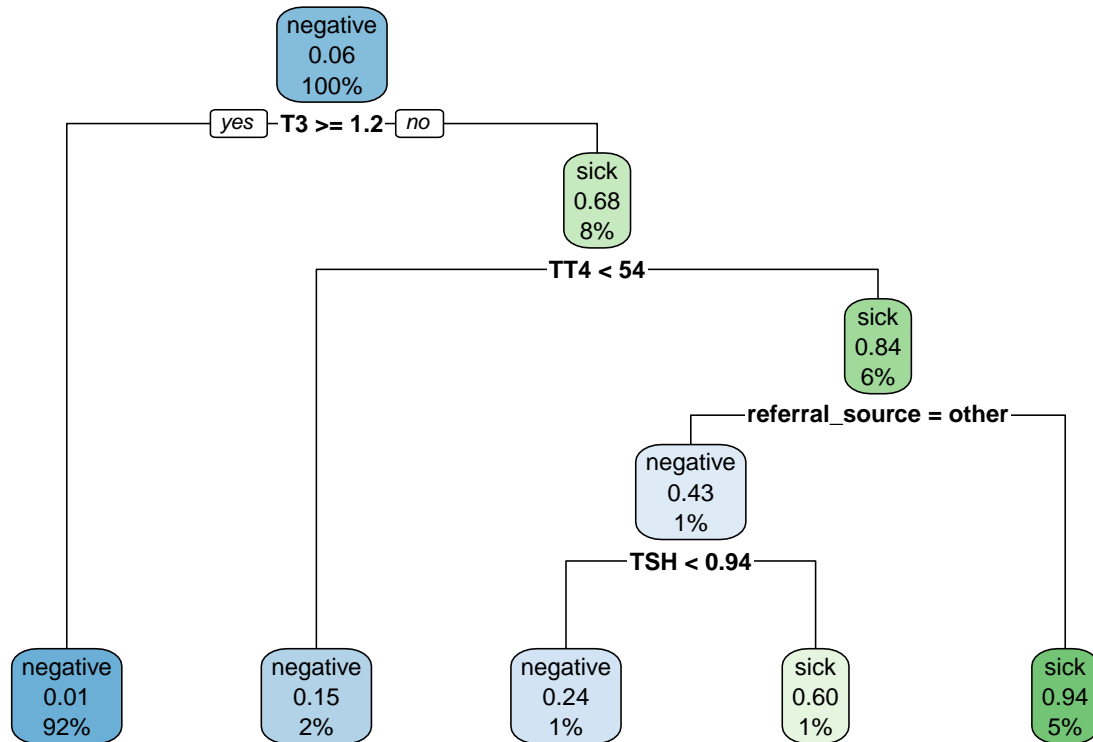 negative
0.06
100%
yes T3 >= 1.2 no
sick
0.68
8%
TT4 < 54
sick
0.84
6%
referral_source = other
negative
0.43
1%
TSH < 0.94
negative
0.01
92%
negative
0.15
2%
negative
0.24
1%
sick
0.60
1%
sick
0.94
5%